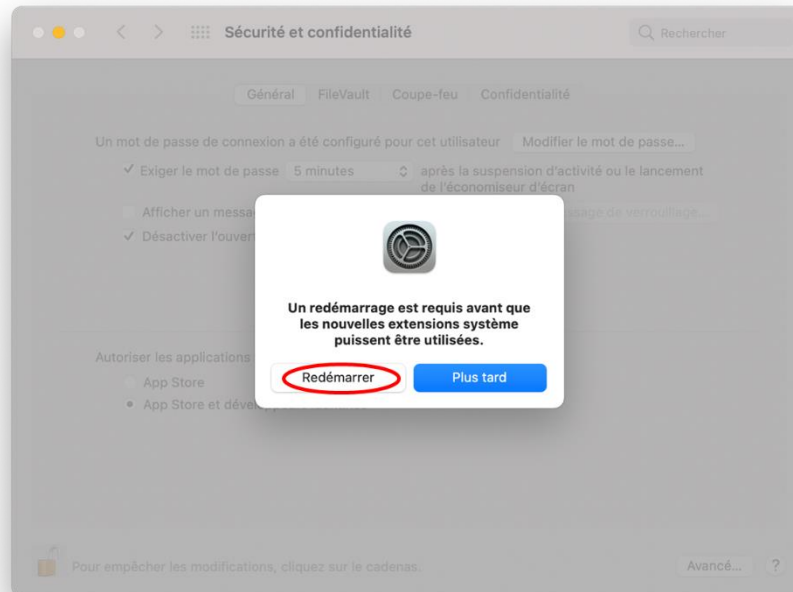 Sécurité et confidentialité
Rechercher
Général FileVault Coupe-feu Confidentialité
Un mot de passe de connexion a été configuré pour cet utilisateur Modifier le mot de passe...
Exiger le mot de passe 5 minutes après la suspension d'activité ou le lancement
de l'économiseur d'écran
Afficher un messa ssage de verrouillage...
Désactiver l'ouver
Un redémarrage est requis avant que
les nouvelles extensions système
puissent être utilisées.
Redémarrer Plus tard
Autoriser les applications
App Store
App Store et dével
Pour empêcher les modifications, cliquez sur le cadenas.
Avancé... ?